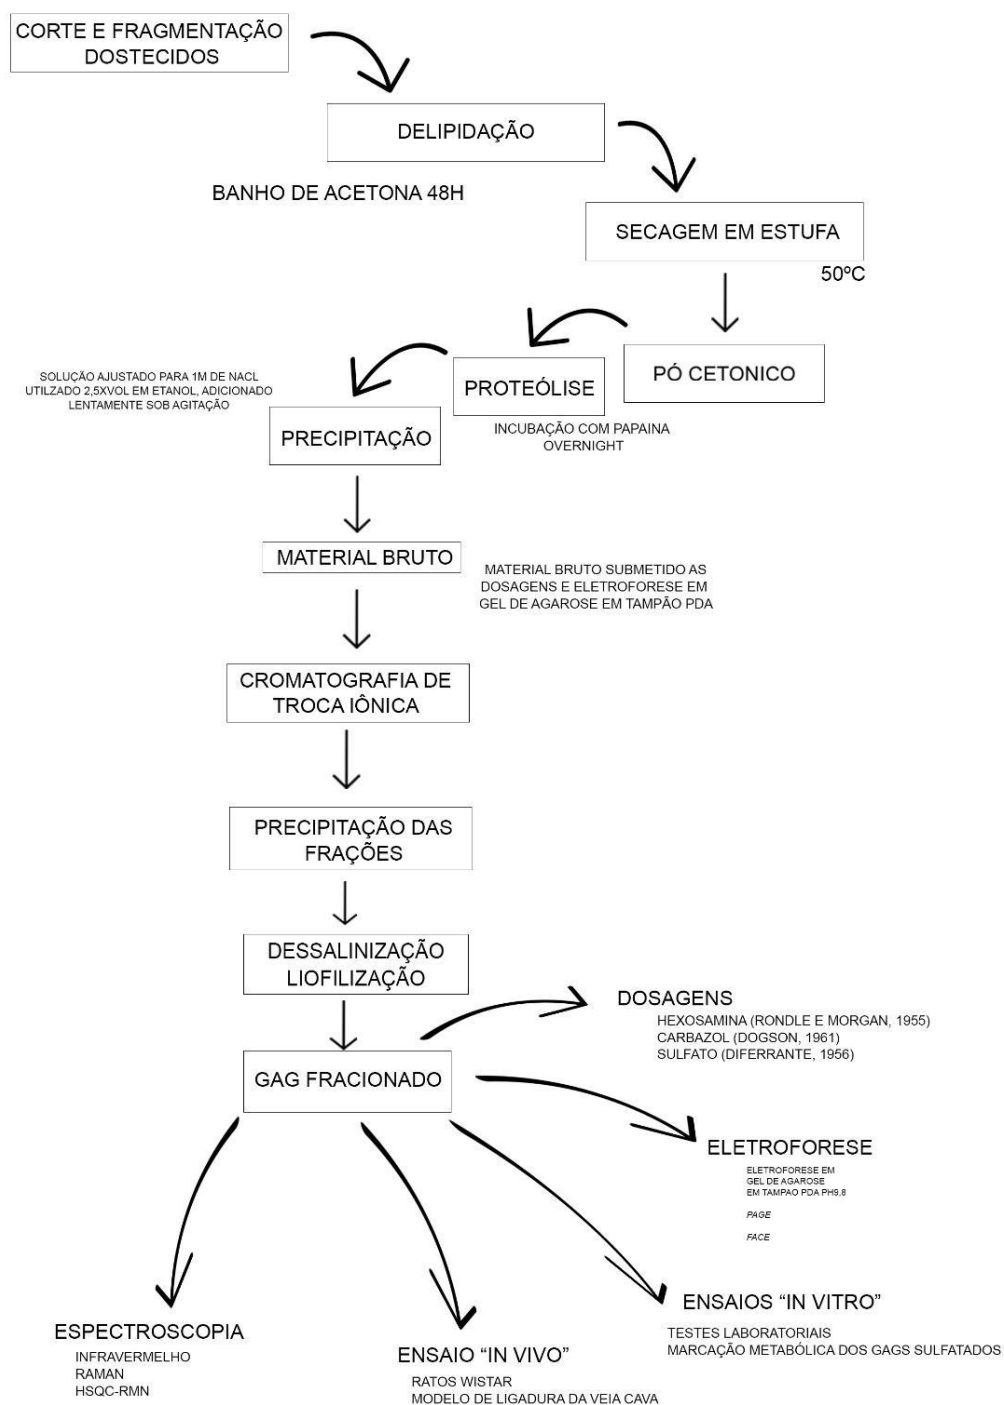 CORTE E FRAGMENTAÇÃO
DOSTECIDOS
DELIPIDAÇÃO
BANHO DE ACETONA 48H
SECAGEM EM ESTUFA
50ºC
PÓ CETONICO
PROTEÓLISE
INCUBAÇÃO COM PAPAINA
OVERNIGHT
SOLUÇÃO AJUSTADO PARA 1M DE NACL
UTILZADO 2,5XVOL EM ETANOL, ADICIONADO
LENTAMENTE SOB AGITAÇÃO
PRECIPITAÇÃO
MATERIAL BRUTO
MATERIAL BRUTO SUBMETIDO AS
DOSAGENS E ELETROFORESE EM
GEL DE AGAROSE EM TAMPÃO PDA
CROMATOGRAFIA DE
TROCA IÔNICA
PRECIPITAÇÃO DAS
FRAÇÕES
DESSALINIZAÇÃO
LIOFILIZAÇÃO
GAG FRACIONADO
DOSAGENS
HEXOSAMINA (RONDLE E MORGAN, 1955)
CARBAZOL (DOGSON, 1961)
SULFATO (DIFERRANTE, 1956)
ELETROFORESE
ELETROFORESE EM
GEL DE AGAROSE
EM TAMPAO PDA PH9,8
PAGE
FACE
ENSAIOS “IN VITRO”
TESTES LABORATORIAIS
MARCAÇÃO METABÓLICA DOS GAGS SULFATADOS
ENSAIO “IN VIVO”
RATOS WISTAR
MODELO DE LIGADURA DA VEIA CAVA
ESPECTROSCOPIA
INFRAVERMELHO
RAMAN
HSQC-RMN